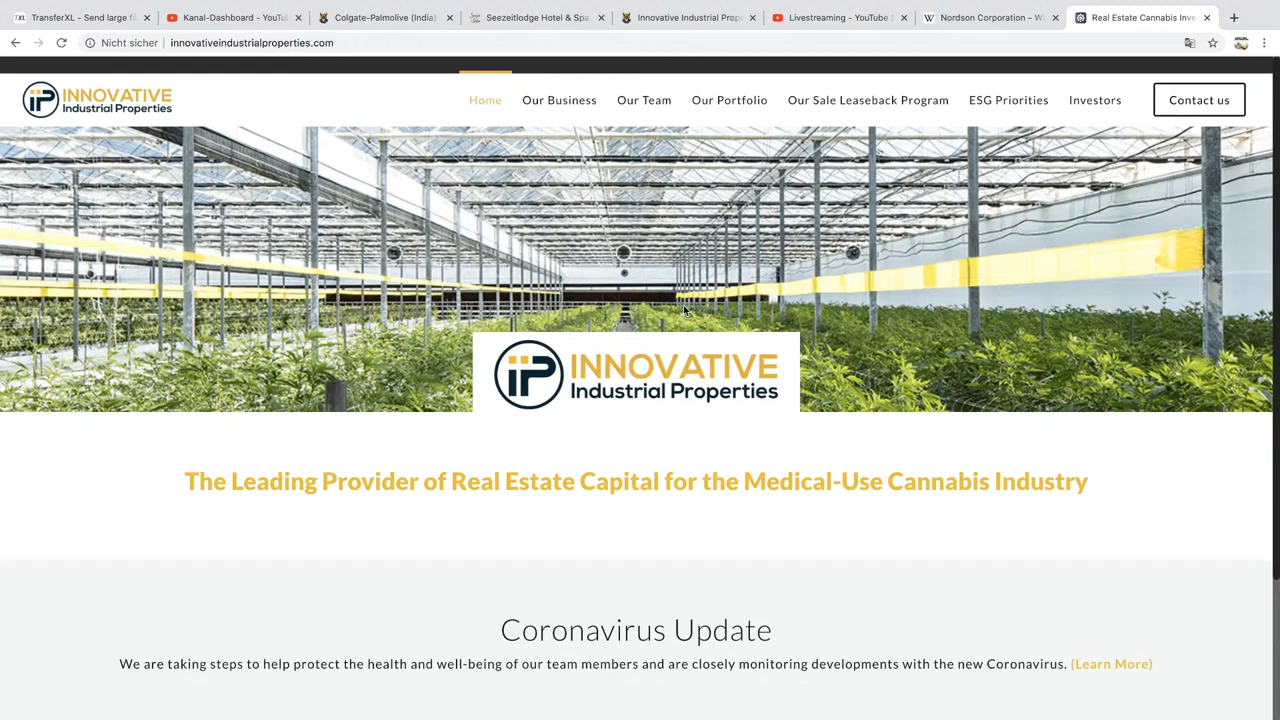 TransferXL - Send large fi
Kanal-Dashboard - YouTu
Colgate-Palmolive (India)
Seezeitlodge Hotel & Spa
Innovative Industrial Prope
Livestreaming - YouTube S
Nordson Corporation – Wi
Real Estate Cannabis Inve
Nicht sicher | innovativeindustrialproperties.com
iiP INNOVATIVE
Industrial Properties
Home
Our Business
Our Team
Our Portfolio
Our Sale Leaseback Program
ESG Priorities
Investors
Contact us
iiP INNOVATIVE
Industrial Properties
The Leading Provider of Real Estate Capital for the Medical-Use Cannabis Industry
Coronavirus Update
We are taking steps to help protect the health and well-being of our team members and are closely monitoring developments with the new Coronavirus. (Learn More)